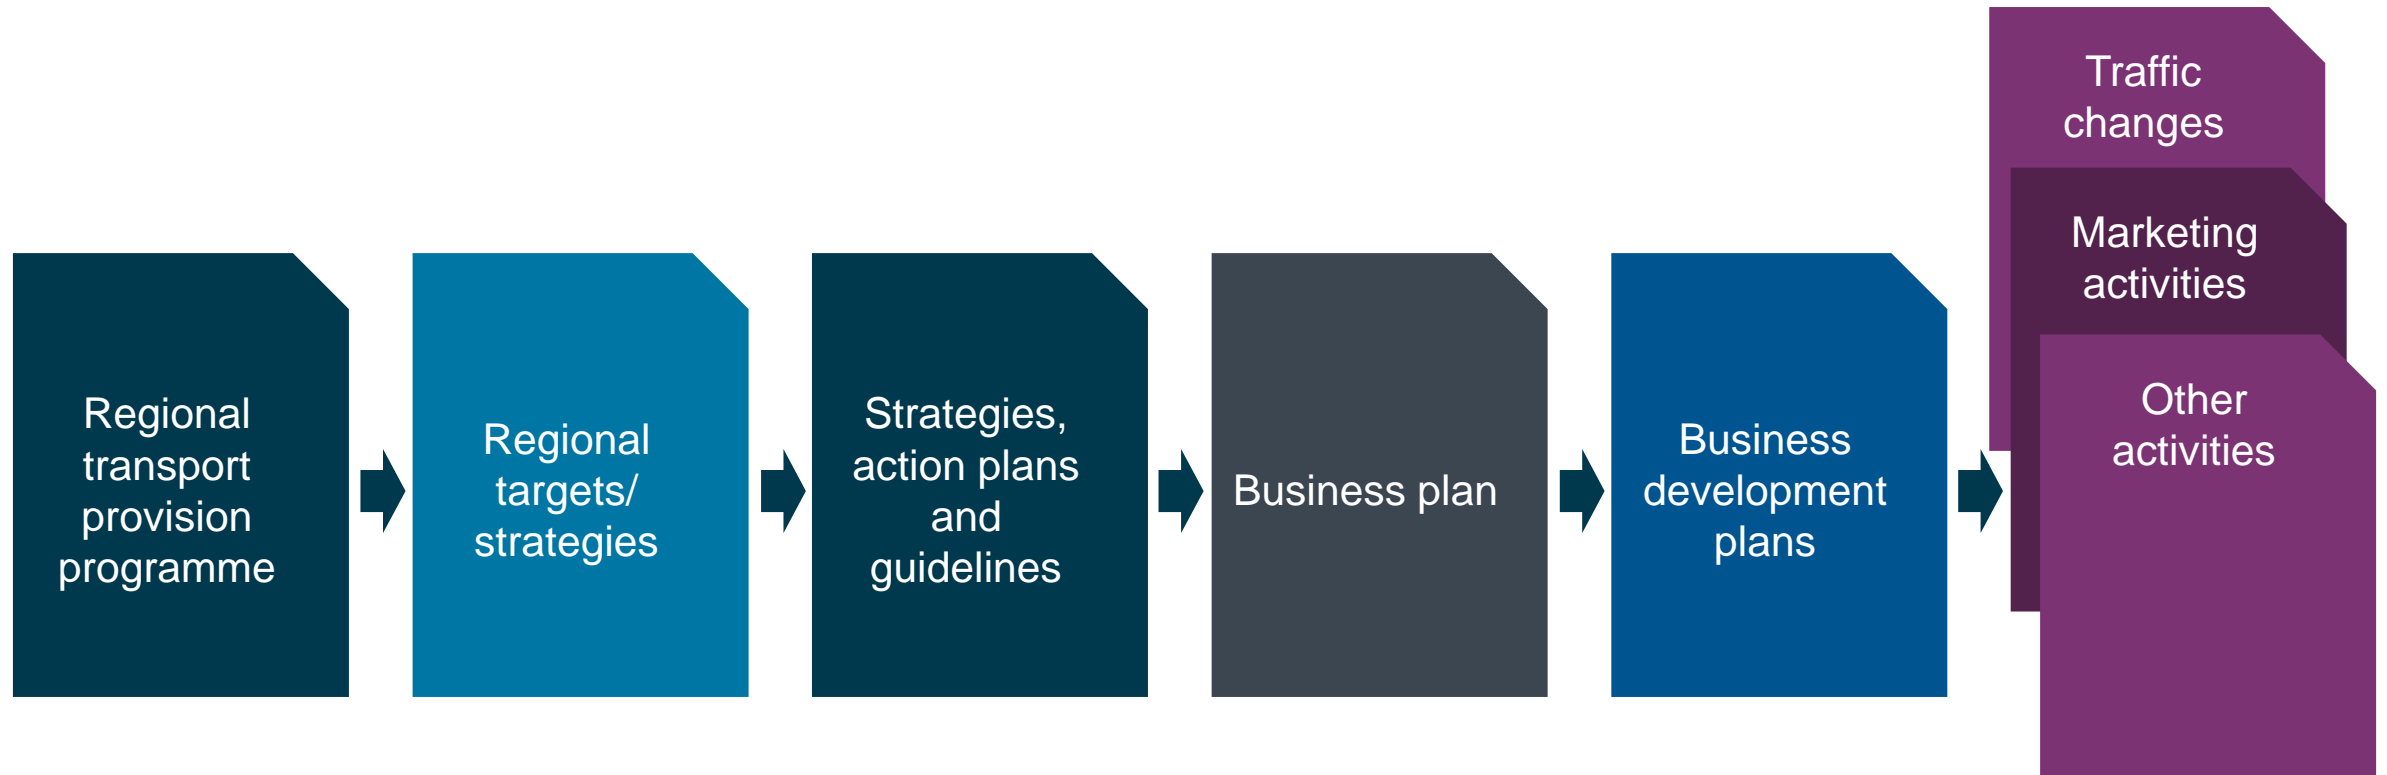 Regional
transport
provision
programme
Regional
targets/
strategies
Strategies,
action plans
and
guidelines
Business plan
Business
development
plans
Traffic
changes
Marketing
activities
Other
activities